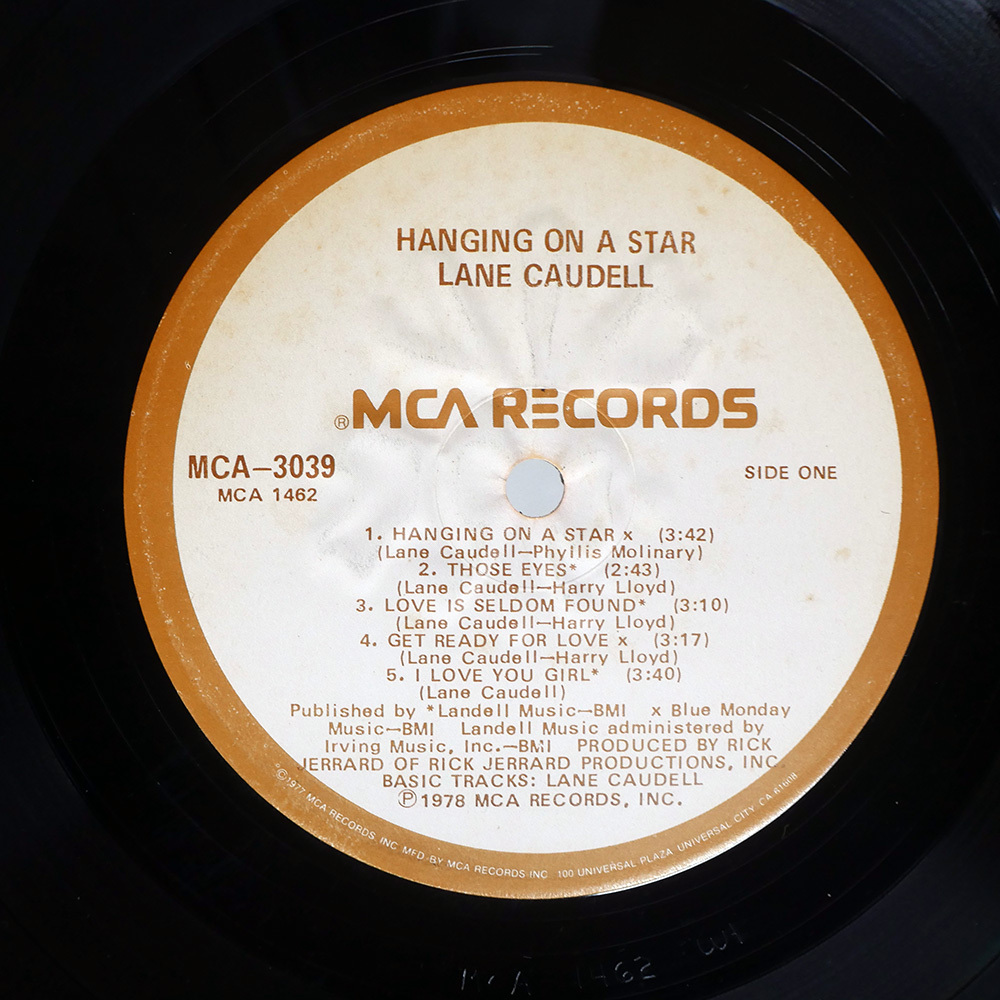 HANGING ON A STAR
LANE CAUDELL
®MCA RECORDS
MCA—3039
MCA 1462
SIDE ONE
1. HANGING ON A STAR x (3:42)
(Lane Caudell—Phyllis Molinary)
2. THOSE EYES* (2:43)
(Lane Caudell—Harry Lloyd)
3. LOVE IS SELDOM FOUND* (3:10)
(Lane Caudell—Harry Lloyd)
4. GET READY FOR LOVE x (3:17)
(Lane Caudell—Harry Lloyd)
5. I LOVE YOU GIRL* (3:40)
(Lane Caudell)
Published by *Landell Music—BMI x Blue Monday
Music—BMI Landell Music administered by
Irving Music, Inc.—BMI PRODUCED BY RICK
JERRARD OF RICK JERRARD PRODUCTIONS, INC.
BASIC TRACKS: LANE CAUDELL
Ⓟ1978 MCA RECORDS, INC.
©1977 MCA RECORDS, INC MFD BY MCA RECORDS INC 100 UNIVERSAL PLAZA UNIVERSAL CITY, CA 91608
MCA 1462